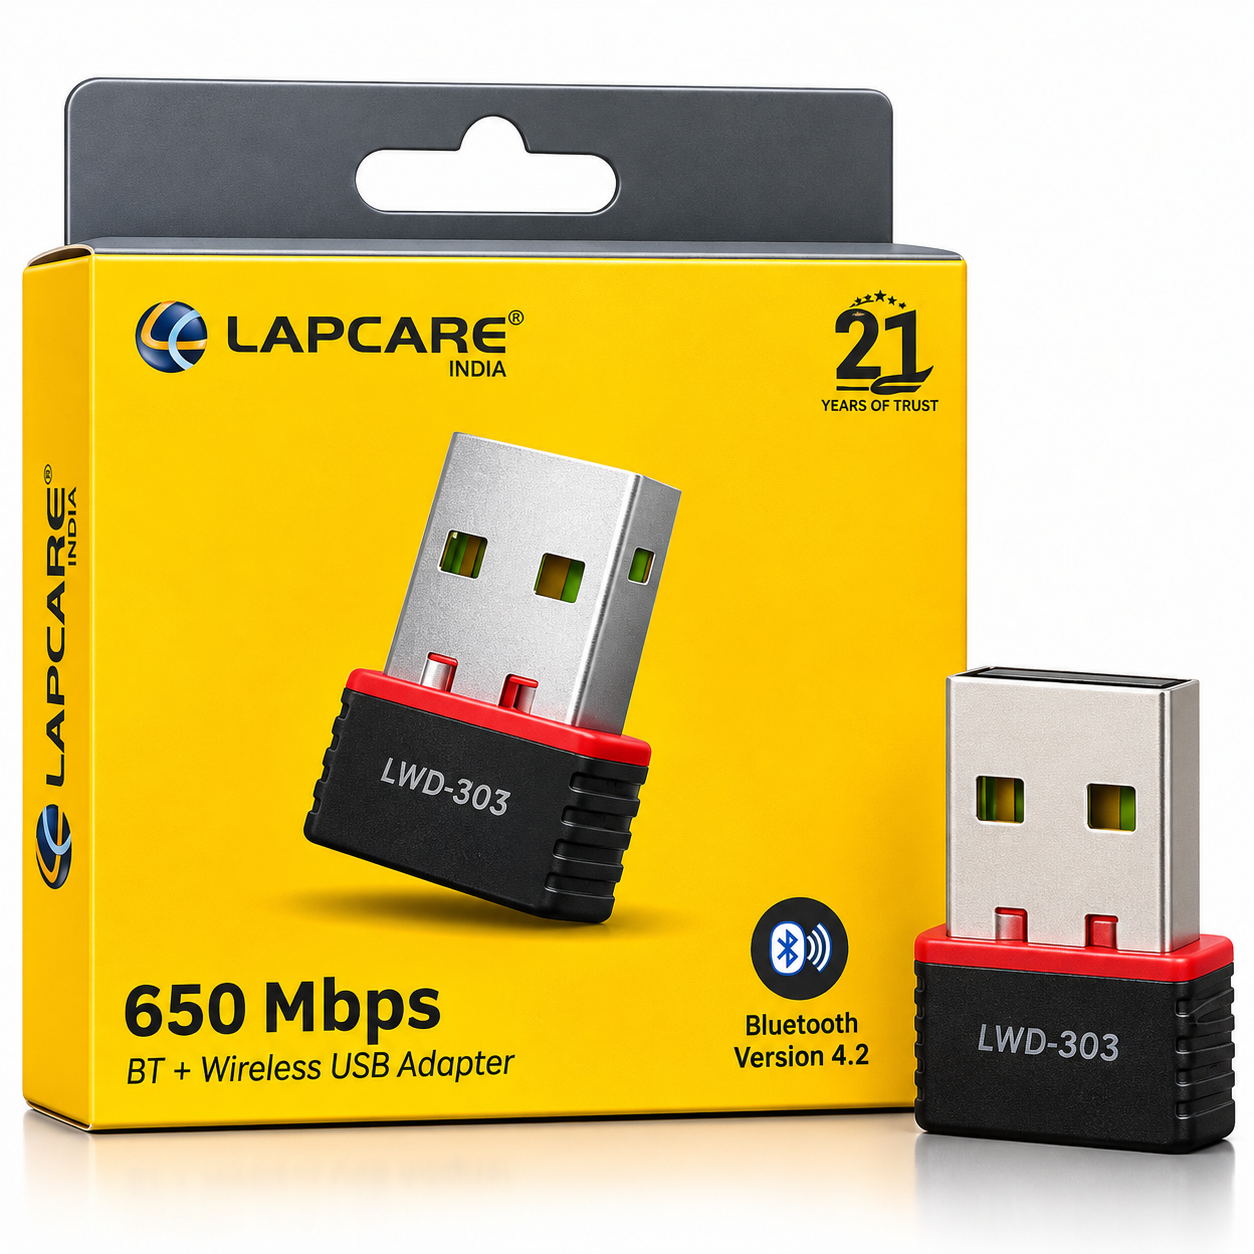 LAPCARE®
INDIA
21
YEARS OF TRUST
LAPCARE®
INDIA
LWD-303
650 Mbps
BT + Wireless USB Adapter
Bluetooth
Version 4.2
LWD-303